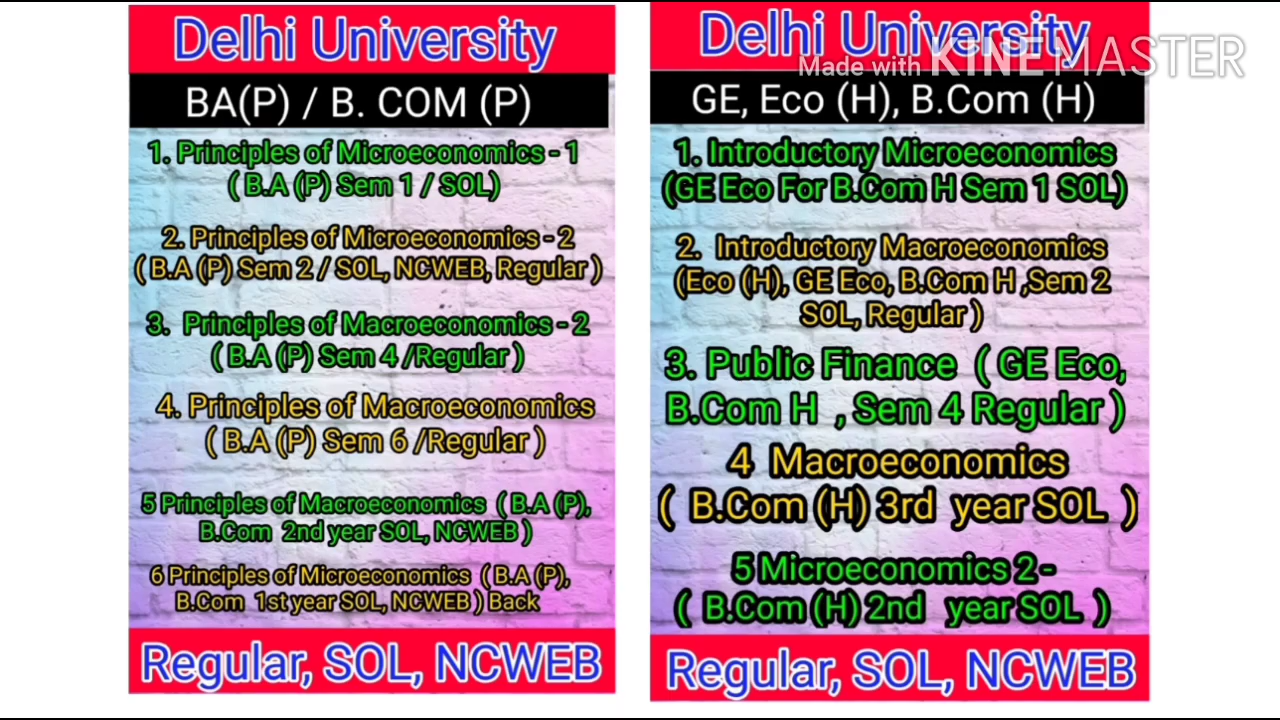 Delhi University
BA(P) / B. COM (P)
1. Principles of Microeconomics - 1
( B.A (P) Sem 1 / SOL)
2. Principles of Microeconomics - 2
( B.A (P) Sem 2 / SOL, NCWEB, Regular )
3. Principles of Macroeconomics - 2
( B.A (P) Sem 4 /Regular )
4. Principles of Macroeconomics
( B.A (P) Sem 6 /Regular )
5 Principles of Macroeconomics ( B.A (P),
B.Com 2nd year SOL, NCWEB )
6 Principles of Microeconomics ( B.A (P),
B.Com 1st year SOL, NCWEB ) Back
Regular, SOL, NCWEB
Delhi University
Made with KINEMASTER
GE, Eco (H), B.Com (H)
1. Introductory Microeconomics
(GE Eco For B.Com H Sem 1 SOL)
2. Introductory Macroeconomics
(Eco (H), GE Eco, B.Com H ,Sem 2
SOL, Regular )
3. Public Finance ( GE Eco,
B.Com H , Sem 4 Regular )
4 Macroeconomics
( B.Com (H) 3rd year SOL )
5 Microeconomics 2 -
( B.Com (H) 2nd year SOL )
Regular, SOL, NCWEB